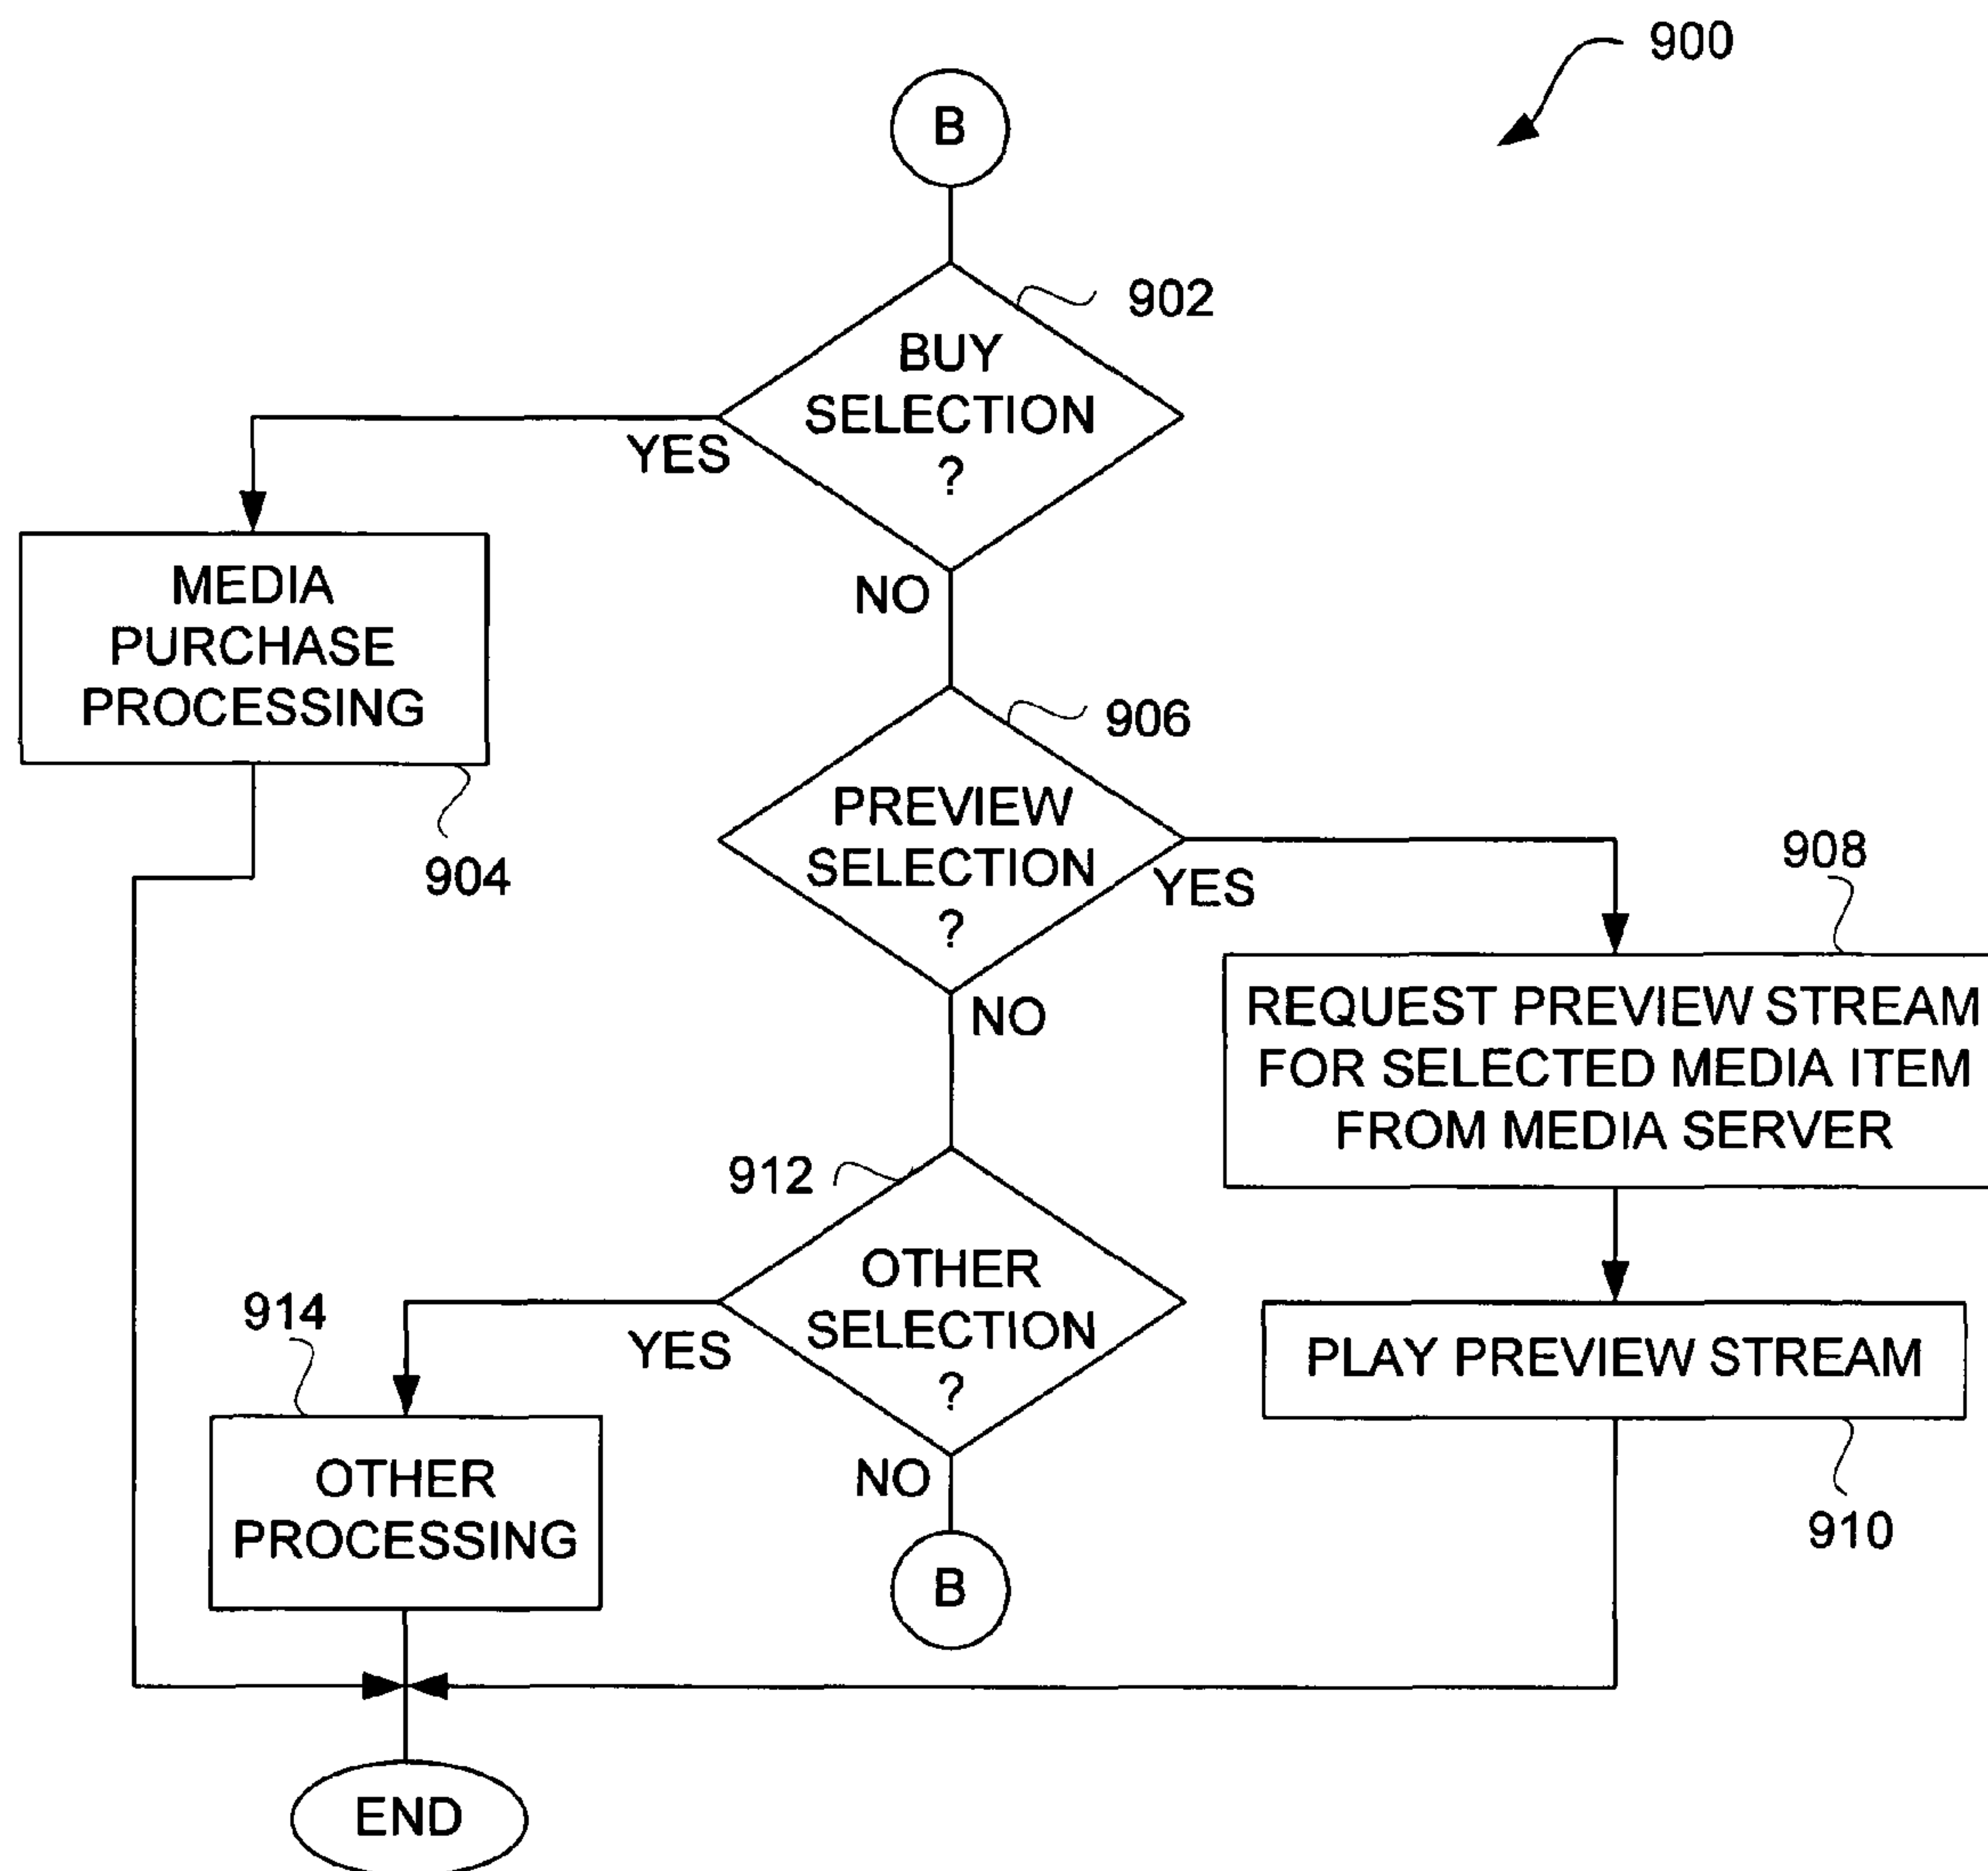 900
B
902
BUY
SELECTION
?
YES
NO
MEDIA
PURCHASE
PROCESSING
904
906
PREVIEW
SELECTION
?
YES
NO
908
REQUEST PREVIEW STREAM
FOR SELECTED MEDIA ITEM
FROM MEDIA SERVER
912
OTHER
SELECTION
?
YES
NO
914
OTHER
PROCESSING
PLAY PREVIEW STREAM
910
B
END